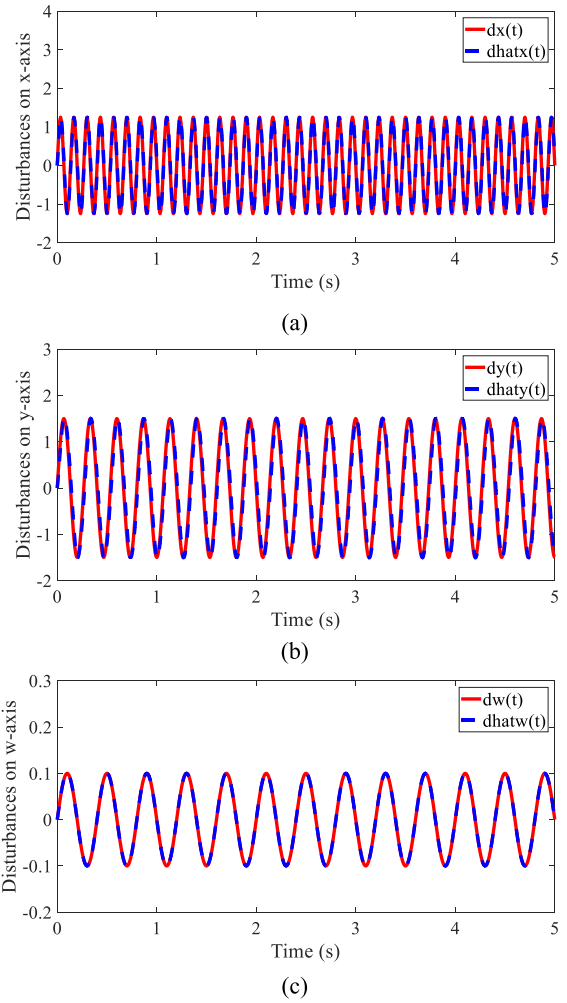 Disturbances on x-axis
4
3
2
1
0
-1
-2
dx(t)
dhatx(t)
0 1 2 3 4 5
Time (s)
(a)
Disturbances on y-axis
3
2
1
0
-1
-2
dy(t)
dhaty(t)
0 1 2 3 4 5
Time (s)
(b)
Disturbances on w-axis
0.3
0.2
0.1
0
-0.1
-0.2
dw(t)
dhatw(t)
0 1 2 3 4 5
Time (s)
(c)